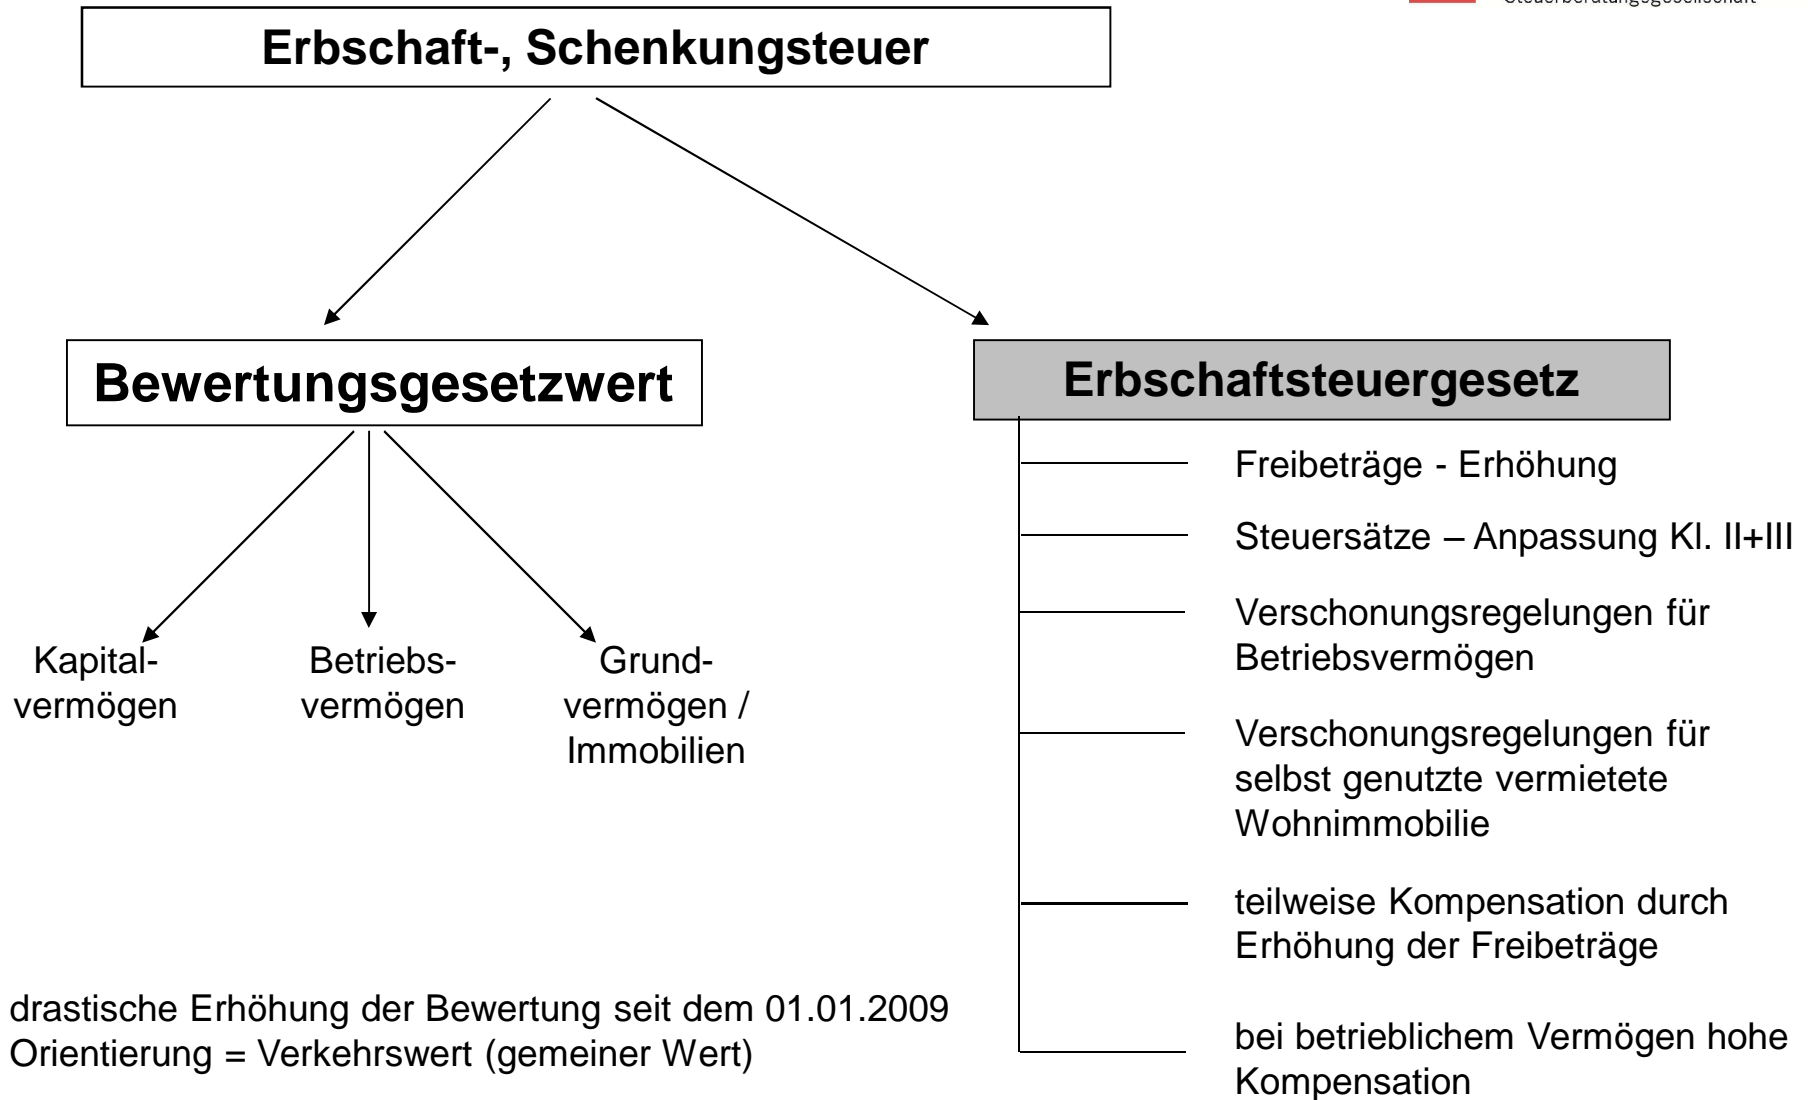 Erbschaft-, Schenkungsteuer
Bewertungsgesetzwert
Kapital-
vermögen
Betriebs-
vermögen
Grund-
vermögen /
Immobilien
drastische Erhöhung der Bewertung seit dem 01.01.2009
Orientierung = Verkehrswert (gemeiner Wert)
Erbschaftsteuergesetz
Freibeträge - Erhöhung
Steuersätze – Anpassung Kl. II+III
Verschonungsregelungen für
Betriebsvermögen
Verschonungsregelungen für
selbst genutzte vermietete
Wohnimmobilie
teilweise Kompensation durch
Erhöhung der Freibeträge
bei betrieblichem Vermögen hohe
Kompensation